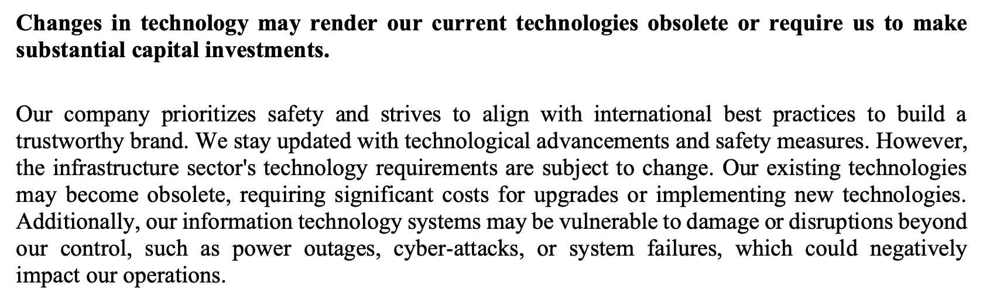 Changes in technology may render our current technologies obsolete or require us to make
substantial capital investments.
Our company prioritizes safety and strives to align with international best practices to build a
trustworthy brand. We stay updated with technological advancements and safety measures. However,
the infrastructure sector's technology requirements are subject to change. Our existing technologies
may become obsolete, requiring significant costs for upgrades or implementing new technologies.
Additionally, our information technology systems may be vulnerable to damage or disruptions beyond
our control, such as power outages, cyber-attacks, or system failures, which could negatively
impact our operations.